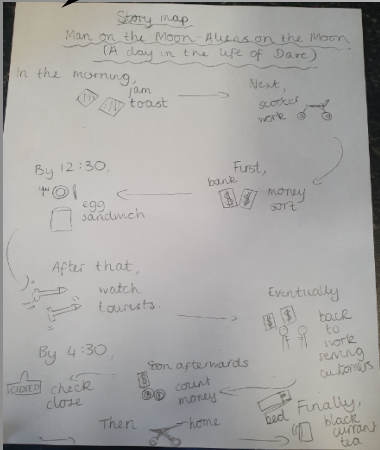 Story map
Man on the Moon - Aliens on the Moon
(A day in the life of Dave)
In the morning,
jam
toast
Next,
scooter
work
First,
bank
money
sort
By 12:30,
egg
sandwich
After that,
watch
tourists.
Eventually
back
to
work
serving
customers
Soon afterwards
count
money
By 4:30,
CLOSED
check
close
Then
home
Finally,
bed
black
currant
tea